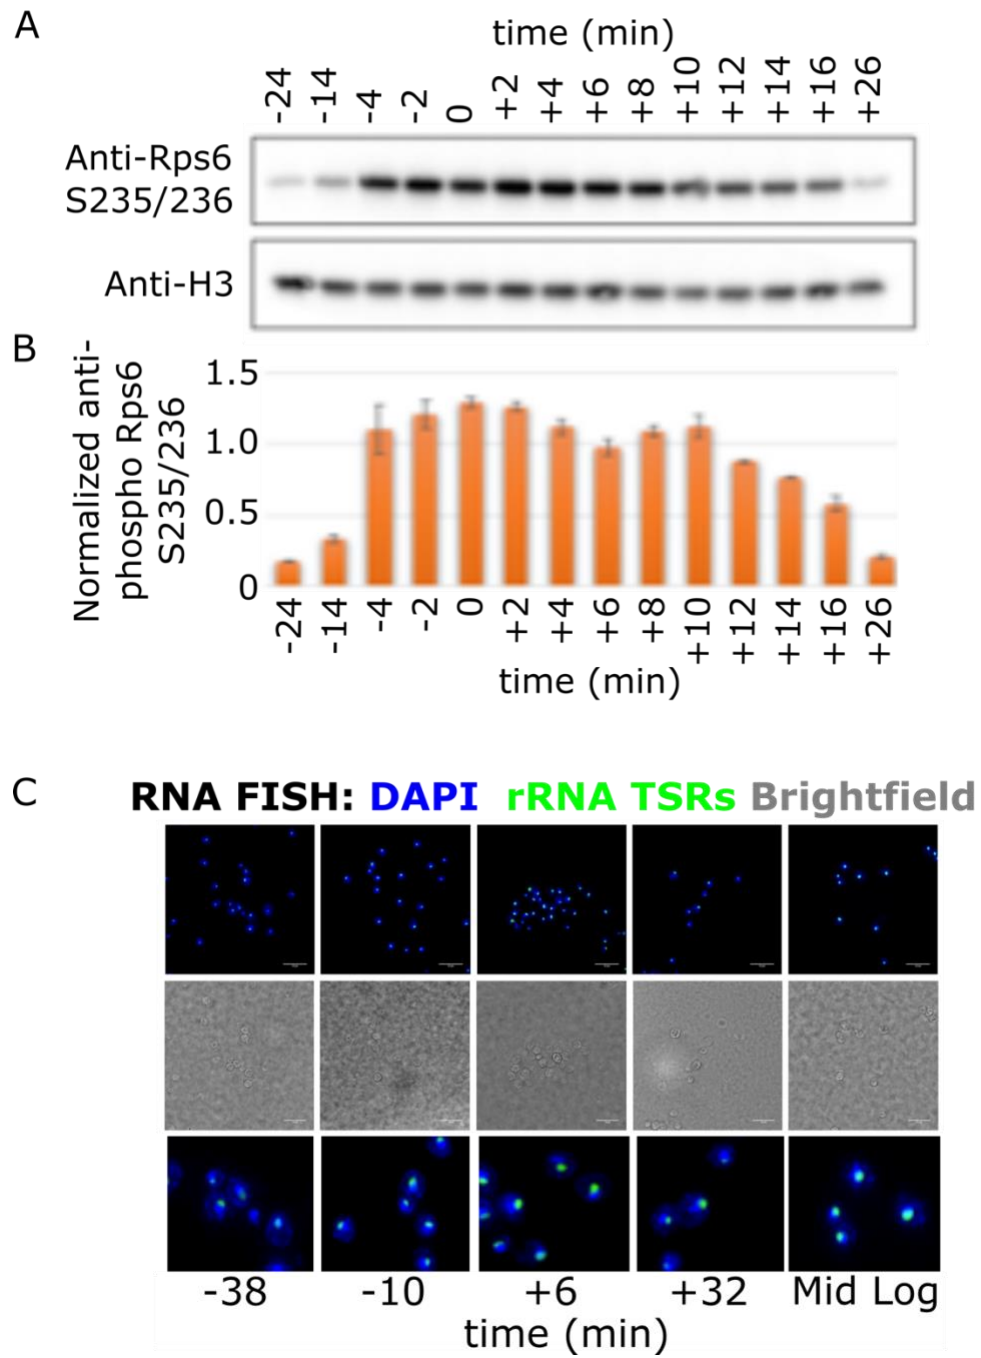 A
time (min)
-24 -14 -4 -2 0 +2 +4 +6 +8 +10 +12 +14 +16 +26
Anti-Rps6
S235/236
Anti-H3
B
Normalized anti-
phospho Rps6
S235/236
1.5
1.0
0.5
0
-24 -14 -4 -2 0 +2 +4 +6 +8 +10 +12 +14 +16 +26
time (min)
C
RNA FISH: DAPI rRNA TSRs Brightfield
-38 -10 +6 +32 Mid Log
time (min)